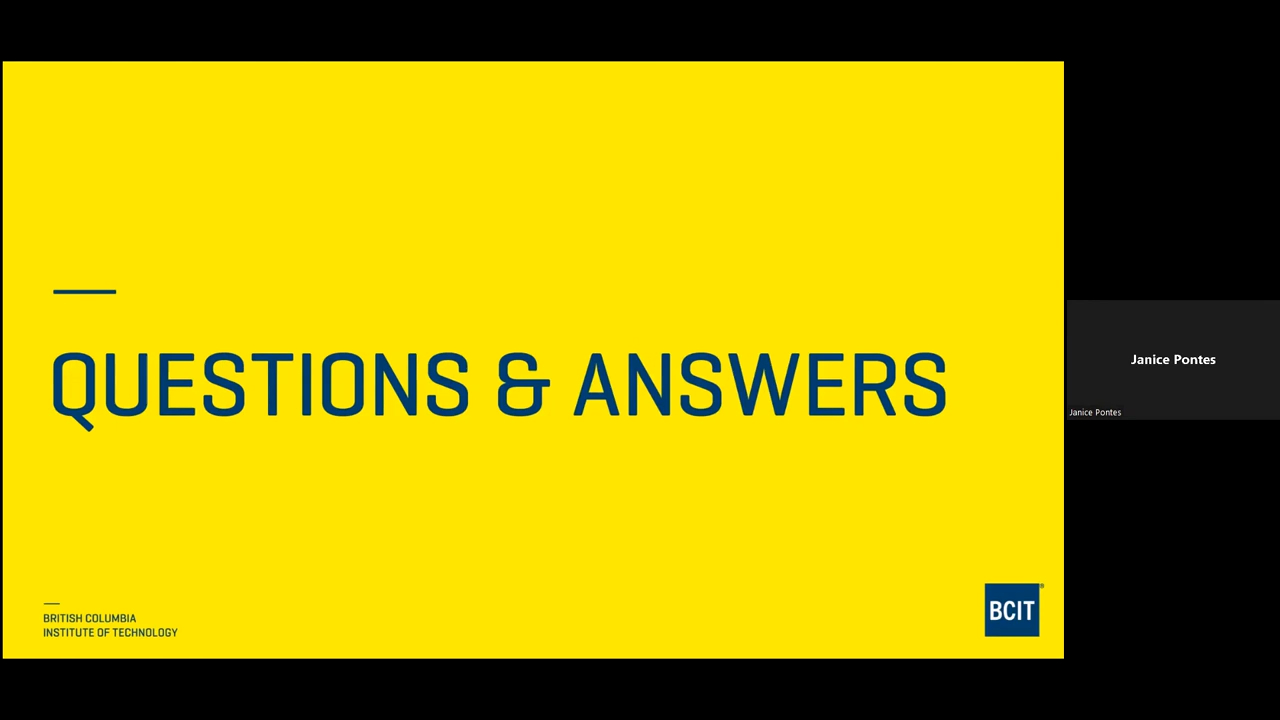 QUESTIONS & ANSWERS
BRITISH COLUMBIA
INSTITUTE OF TECHNOLOGY
BCIT®
Janice Pontes
Janice Pontes